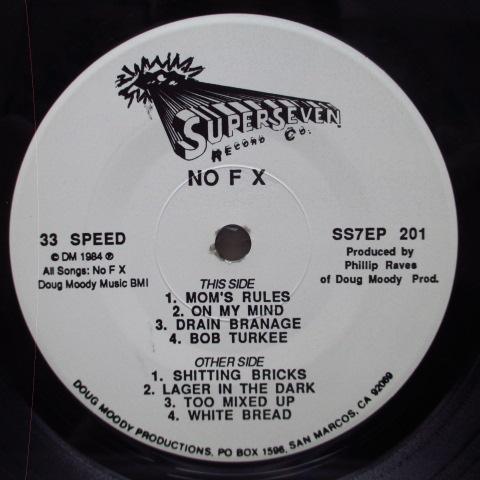 SUPERSEVEN
RECORD CO.
NO F X
33 SPEED
© DM 1984 ℗
All Songs: No F X
Doug Moody Music BMI
SS7EP 201
Produced by
Phillip Raves
of Doug Moody Prod.
THIS SIDE
1. MOM'S RULES
2. ON MY MIND
3. DRAIN BRANAGE
4. BOB TURKEE
OTHER SIDE
1. SHITTING BRICKS
2. LAGER IN THE DARK
3. TOO MIXED UP
4. WHITE BREAD
DOUG MOODY PRODUCTIONS, PO BOX 1596, SAN MARCOS, CA 92069